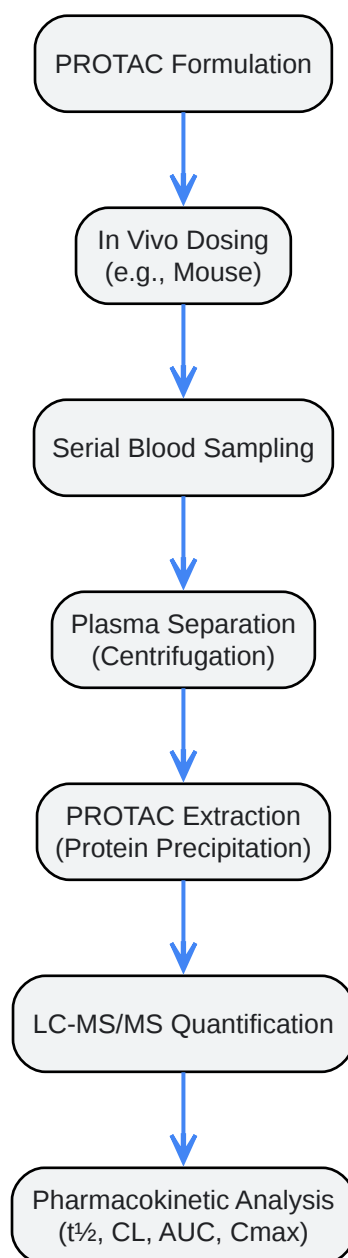 PROTAC Formulation
In Vivo Dosing
(e.g., Mouse)
Serial Blood Sampling
Plasma Separation
(Centrifugation)
PROTAC Extraction
(Protein Precipitation)
LC-MS/MS Quantification
Pharmacokinetic Analysis
(t½, CL, AUC, Cmax)